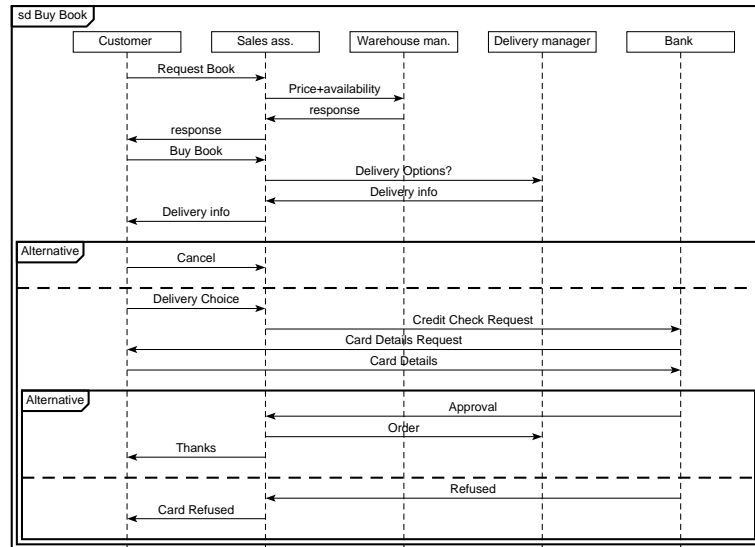 sd Buy Book
Customer
Sales ass.
Warehouse man.
Delivery manager
Bank
Request Book
Price+availability
response
response
Buy Book
Delivery Options?
Delivery info
Delivery info
Alternative
Cancel
Delivery Choice
Credit Check Request
Card Details Request
Card Details
Alternative
Approval
Order
Thanks
Refused
Card Refused